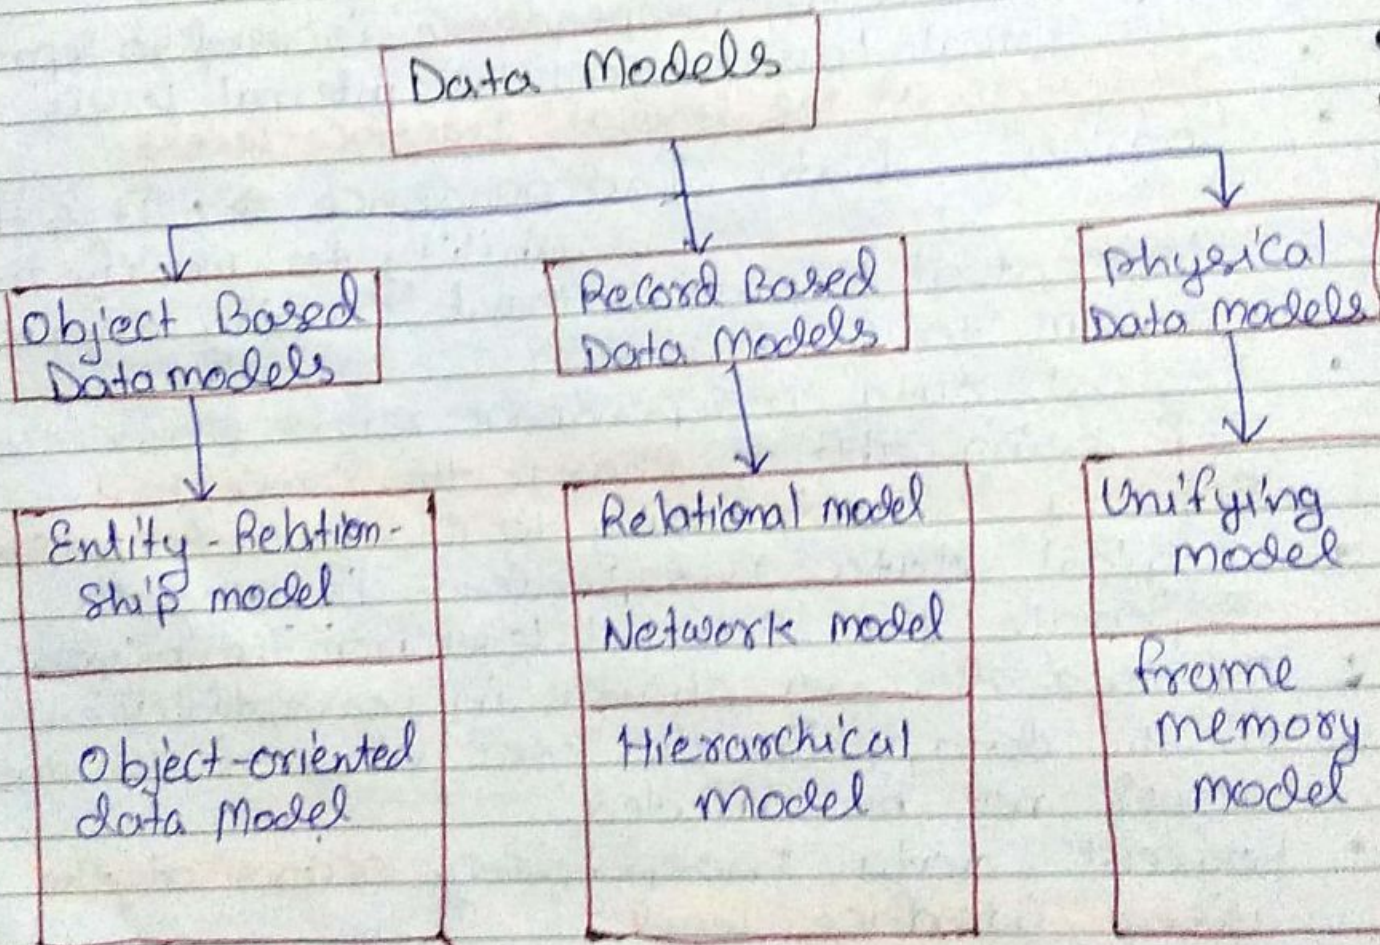 Data Models
Object Based
Data models
Record Based
Data Models
Physical
Data Models
Entity-Relation-
Ship model
Object-oriented
data Model
Relational model
Network model
Hierarchical
Model
Unifying
Model
frame
memory
model